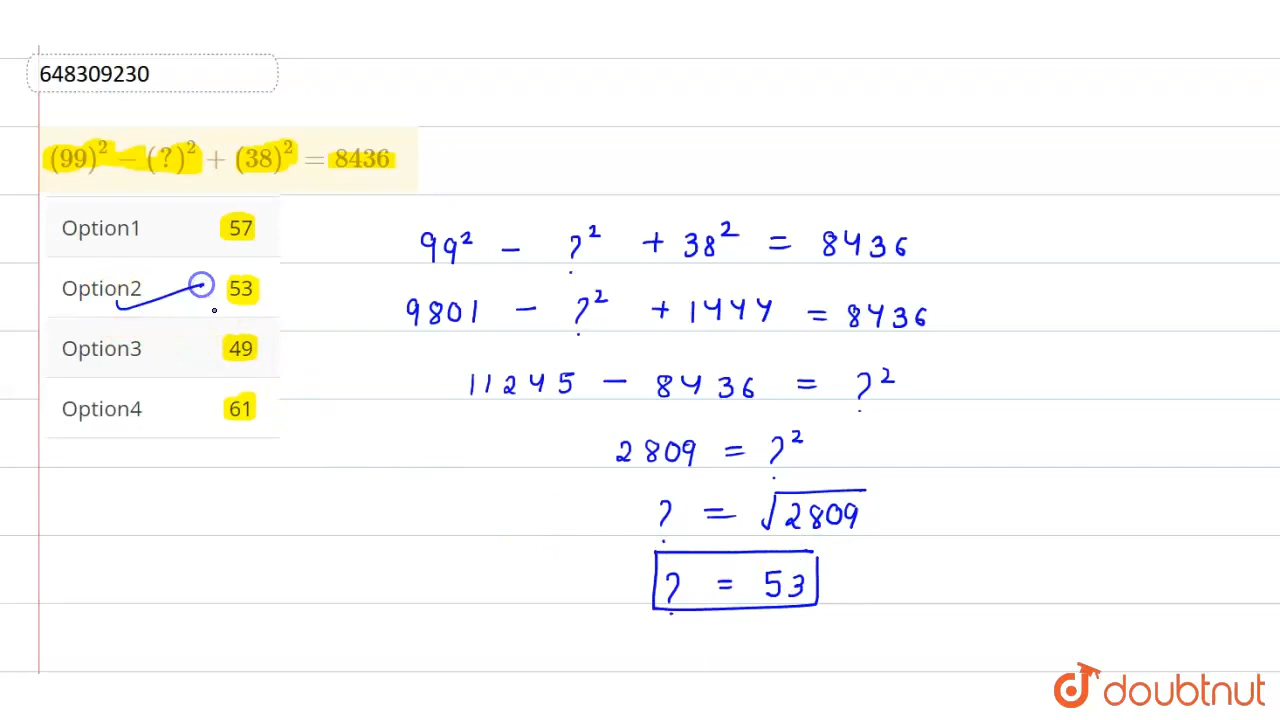 648309230
(99)² − (?)² + (38)² = 8436
Option1 57
Option2 53
Option3 49
Option4 61
99² − ?² + 38² = 8436
9801 − ?² + 1444 = 8436
11245 − 8436 = ?²
2809 = ?²
? = √2809
? = 53
doubtnut